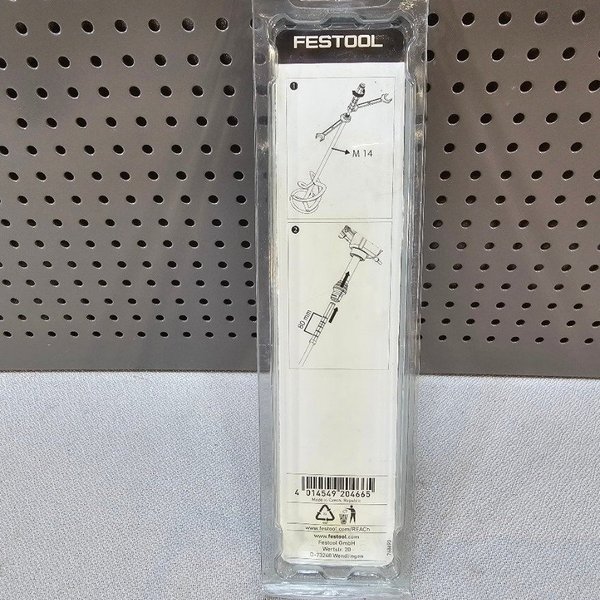 FESTOOL
1
M 14
2
80 mm
4 014549 204665
Made in Czech Republic
www.festool.com/REACh
www.festool.com
Festool GmbH
Wertstr. 20
D-73240 Wendlingen